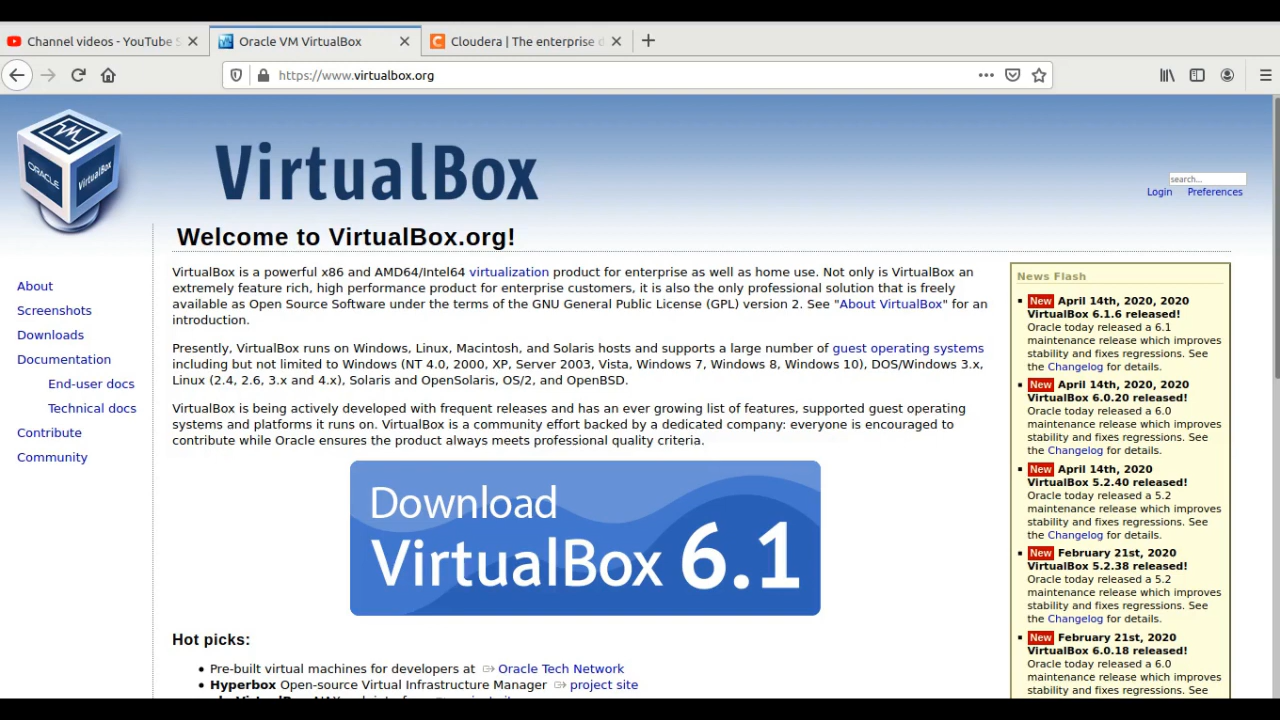 Channel videos - YouTube S
Oracle VM VirtualBox
Cloudera | The enterprise d
https://www.virtualbox.org
ORACLE
VirtualBox
VirtualBox
search...
Login Preferences
Welcome to VirtualBox.org!
About
Screenshots
Downloads
Documentation
End-user docs
Technical docs
Contribute
Community
VirtualBox is a powerful x86 and AMD64/Intel64 virtualization product for enterprise as well as home use. Not only is VirtualBox an
extremely feature rich, high performance product for enterprise customers, it is also the only professional solution that is freely
available as Open Source Software under the terms of the GNU General Public License (GPL) version 2. See "About VirtualBox" for an
introduction.
Presently, VirtualBox runs on Windows, Linux, Macintosh, and Solaris hosts and supports a large number of guest operating systems
including but not limited to Windows (NT 4.0, 2000, XP, Server 2003, Vista, Windows 7, Windows 8, Windows 10), DOS/Windows 3.x,
Linux (2.4, 2.6, 3.x and 4.x), Solaris and OpenSolaris, OS/2, and OpenBSD.
VirtualBox is being actively developed with frequent releases and has an ever growing list of features, supported guest operating
systems and platforms it runs on. VirtualBox is a community effort backed by a dedicated company: everyone is encouraged to
contribute while Oracle ensures the product always meets professional quality criteria.
Download
VirtualBox 6.1
Hot picks:
Pre-built virtual machines for developers at Oracle Tech Network
Hyperbox Open-source Virtual Infrastructure Manager project site
News Flash
New April 14th, 2020, 2020
VirtualBox 6.1.6 released!
Oracle today released a 6.1
maintenance release which improves
stability and fixes regressions. See
the Changelog for details.
New April 14th, 2020, 2020
VirtualBox 6.0.20 released!
Oracle today released a 6.0
maintenance release which improves
stability and fixes regressions. See
the Changelog for details.
New April 14th, 2020
VirtualBox 5.2.40 released!
Oracle today released a 5.2
maintenance release which improves
stability and fixes regressions. See
the Changelog for details.
New February 21st, 2020
VirtualBox 5.2.38 released!
Oracle today released a 5.2
maintenance release which improves
stability and fixes regressions. See
the Changelog for details.
New February 21st, 2020
VirtualBox 6.0.18 released!
Oracle today released a 6.0
maintenance release which improves
stability and fixes regressions. See